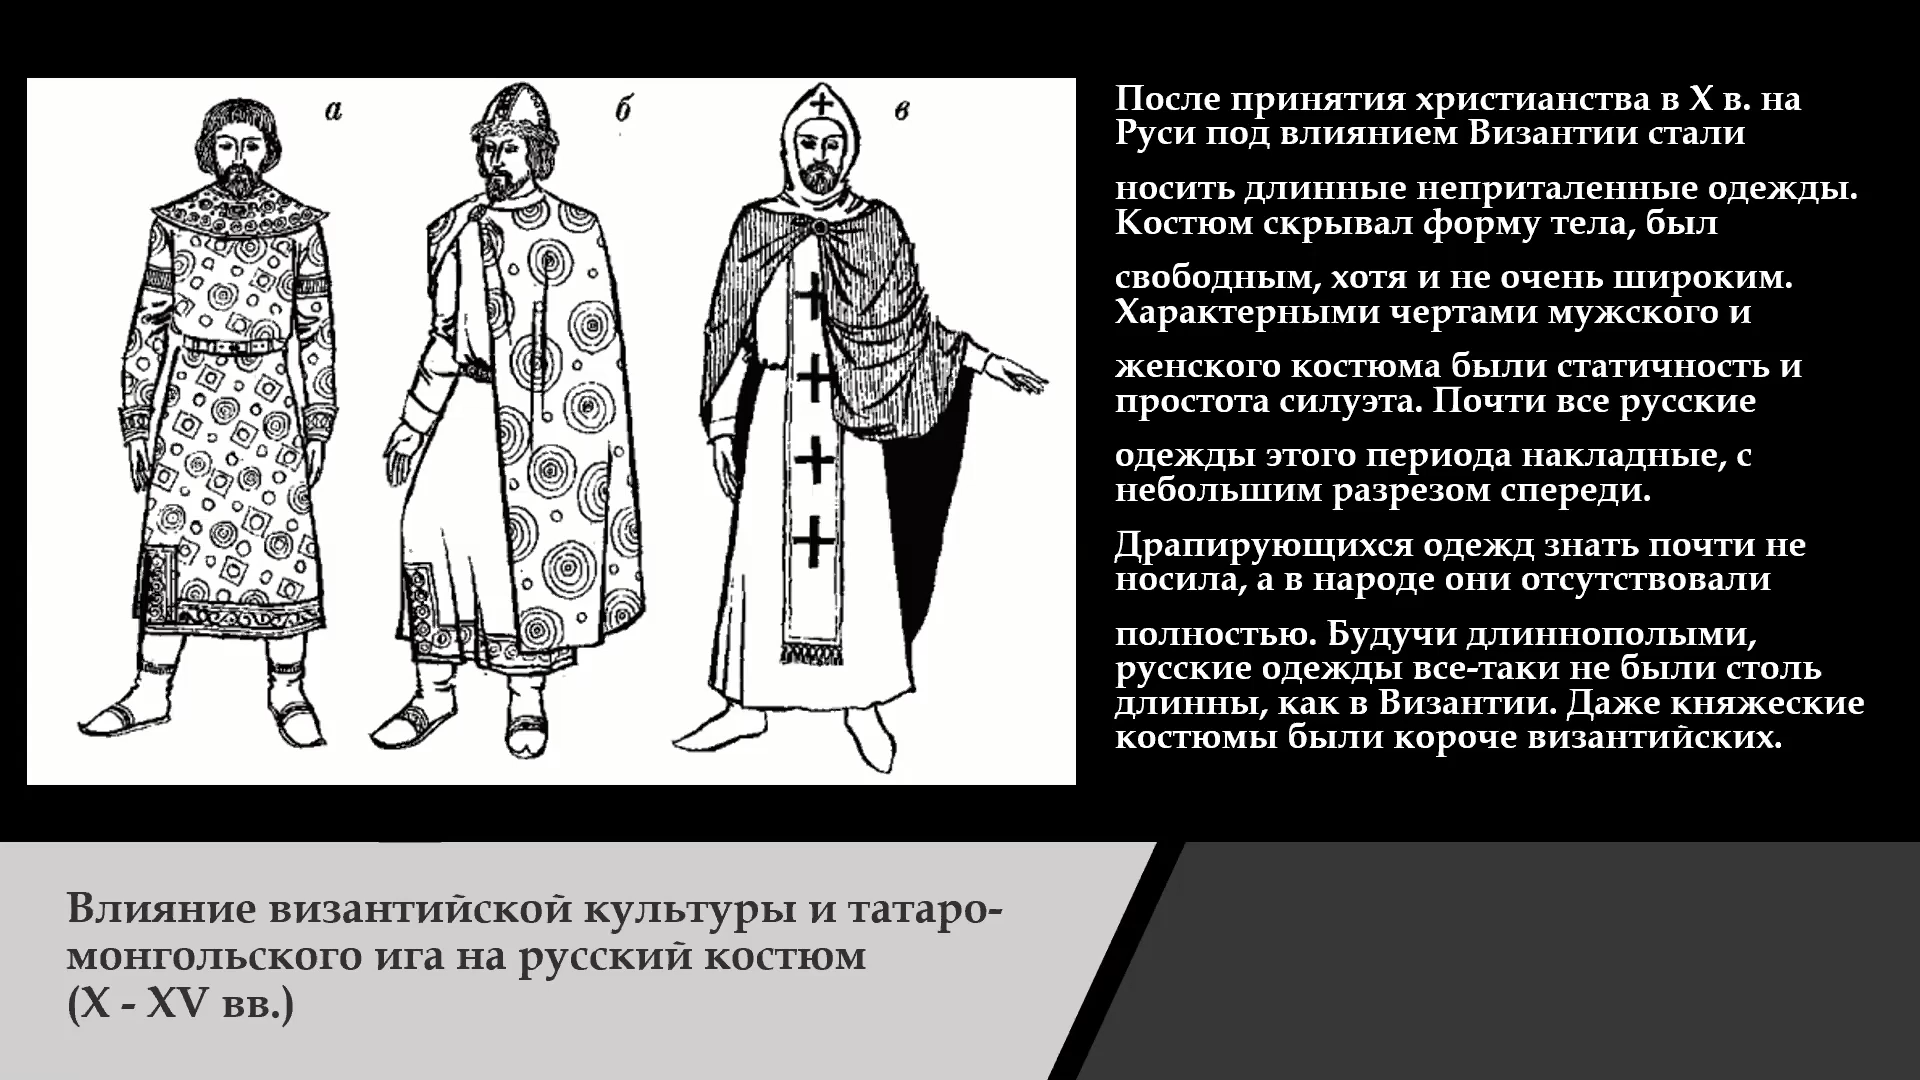 а
б
в
После принятия христианства в X в. на
Руси под влиянием Византии стали
носить длинные неприталенные одежды.
Костюм скрывал форму тела, был
свободным, хотя и не очень широким.
Характерными чертами мужского и
женского костюма были статичность и
простота силуэта. Почти все русские
одежды этого периода накладные, с
небольшим разрезом спереди.
Драпирующихся одежд знать почти не
носила, а в народе они отсутствовали
полностью. Будучи длиннополыми,
русские одежды все-таки не были столь
длинны, как в Византии. Даже княжеские
костюмы были короче византийских.
Влияние византийской культуры и татаро-
монгольского ига на русский костюм
(X - XV вв.)